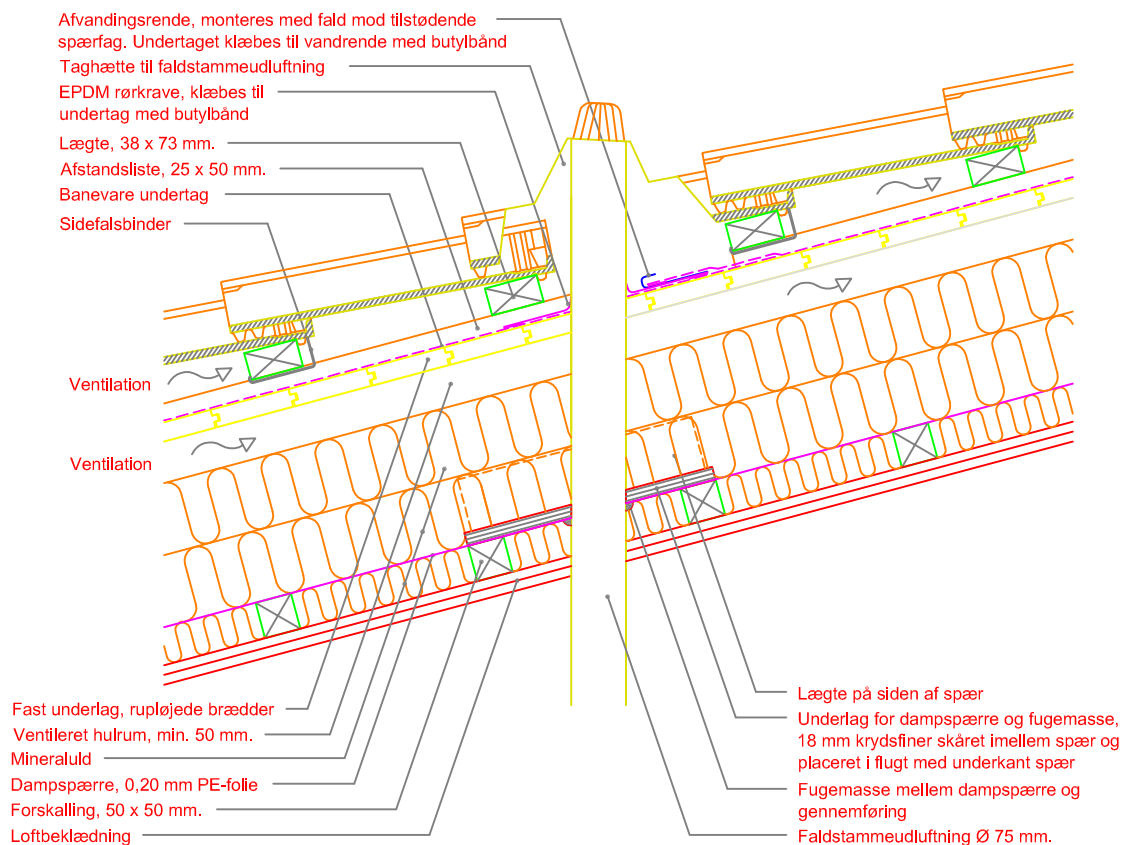 Afvandingsrende, monteres med fald mod tilstødende
spærfag. Undertaget klæbes til vandrende med butylbånd
Taghætte til faldstammeudluftning
EPDM rørkrave, klæbes til
undertag med butylbånd
Lægte, 38 x 73 mm.
Afstandsliste, 25 x 50 mm.
Banevare undertag
Sidefalsbinder
Ventilation
Ventilation
Fast underlag, rupløjede brædder
Ventileret hulrum, min. 50 mm.
Mineraluld
Dampspærre, 0,20 mm PE-folie
Forskalling, 50 x 50 mm.
Loftbeklædning
Lægte på siden af spær
Underlag for dampspærre og fugemasse,
18 mm krydsfiner skåret imellem spær og
placeret i flugt med underkant spær
Fugemasse mellem dampspærre og
gennemføring
Faldstammeudluftning Ø 75 mm.